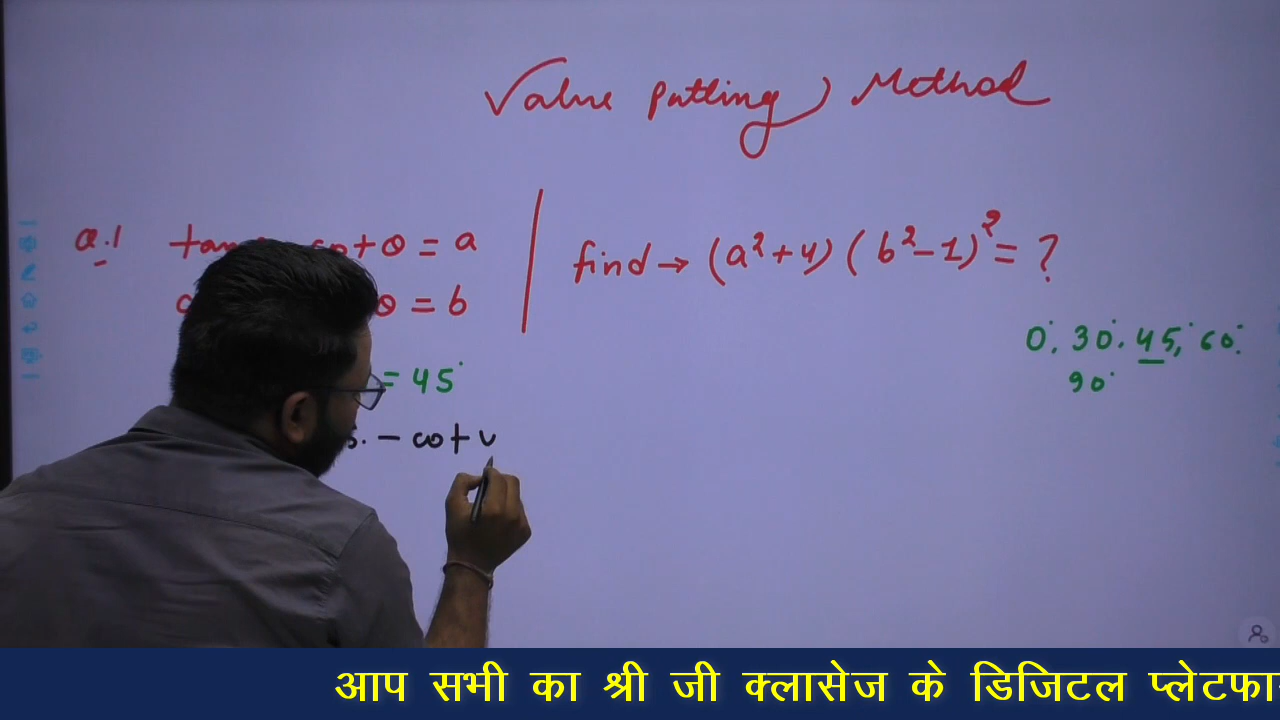 Value putting Method
Q.1 tan cot θ = a
θ = b
find → (a²+4) (b²-1)² = ?
0°, 30°, 45°, 60°,
90°
= 45°
- cot
आप सभी का श्री जी क्लासेज के डिजिटल प्लेटफा